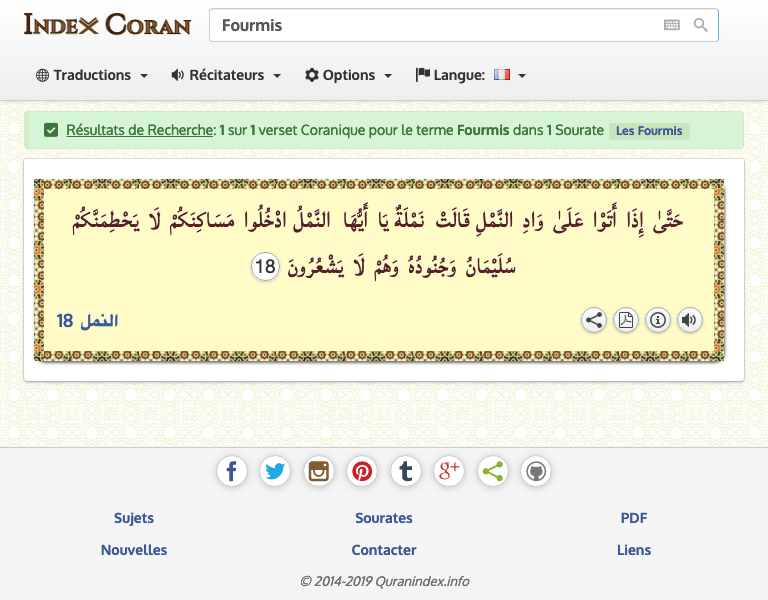 Index Coran
Fourmis
Traductions
Récitateurs
Options
Langue:
Résultats de Recherche: 1 sur 1 verset Coranique pour le terme Fourmis dans 1 Sourate Les Fourmis
حَتَّىٰ إِذَا أَتَوْا عَلَىٰ وَادِ النَّمْلِ قَالَتْ نَمْلَةٌ يَا أَيُّهَا النَّمْلُ ادْخُلُوا مَسَاكِنَكُمْ لَا يَحْطِمَنَّكُمْ
سُلَيْمَانُ وَجُنُودُهُ وَهُمْ لَا يَشْعُرُونَ 18
النمل 18
Sujets
Sourates
PDF
Nouvelles
Contacter
Liens
© 2014-2019 Quranindex.info